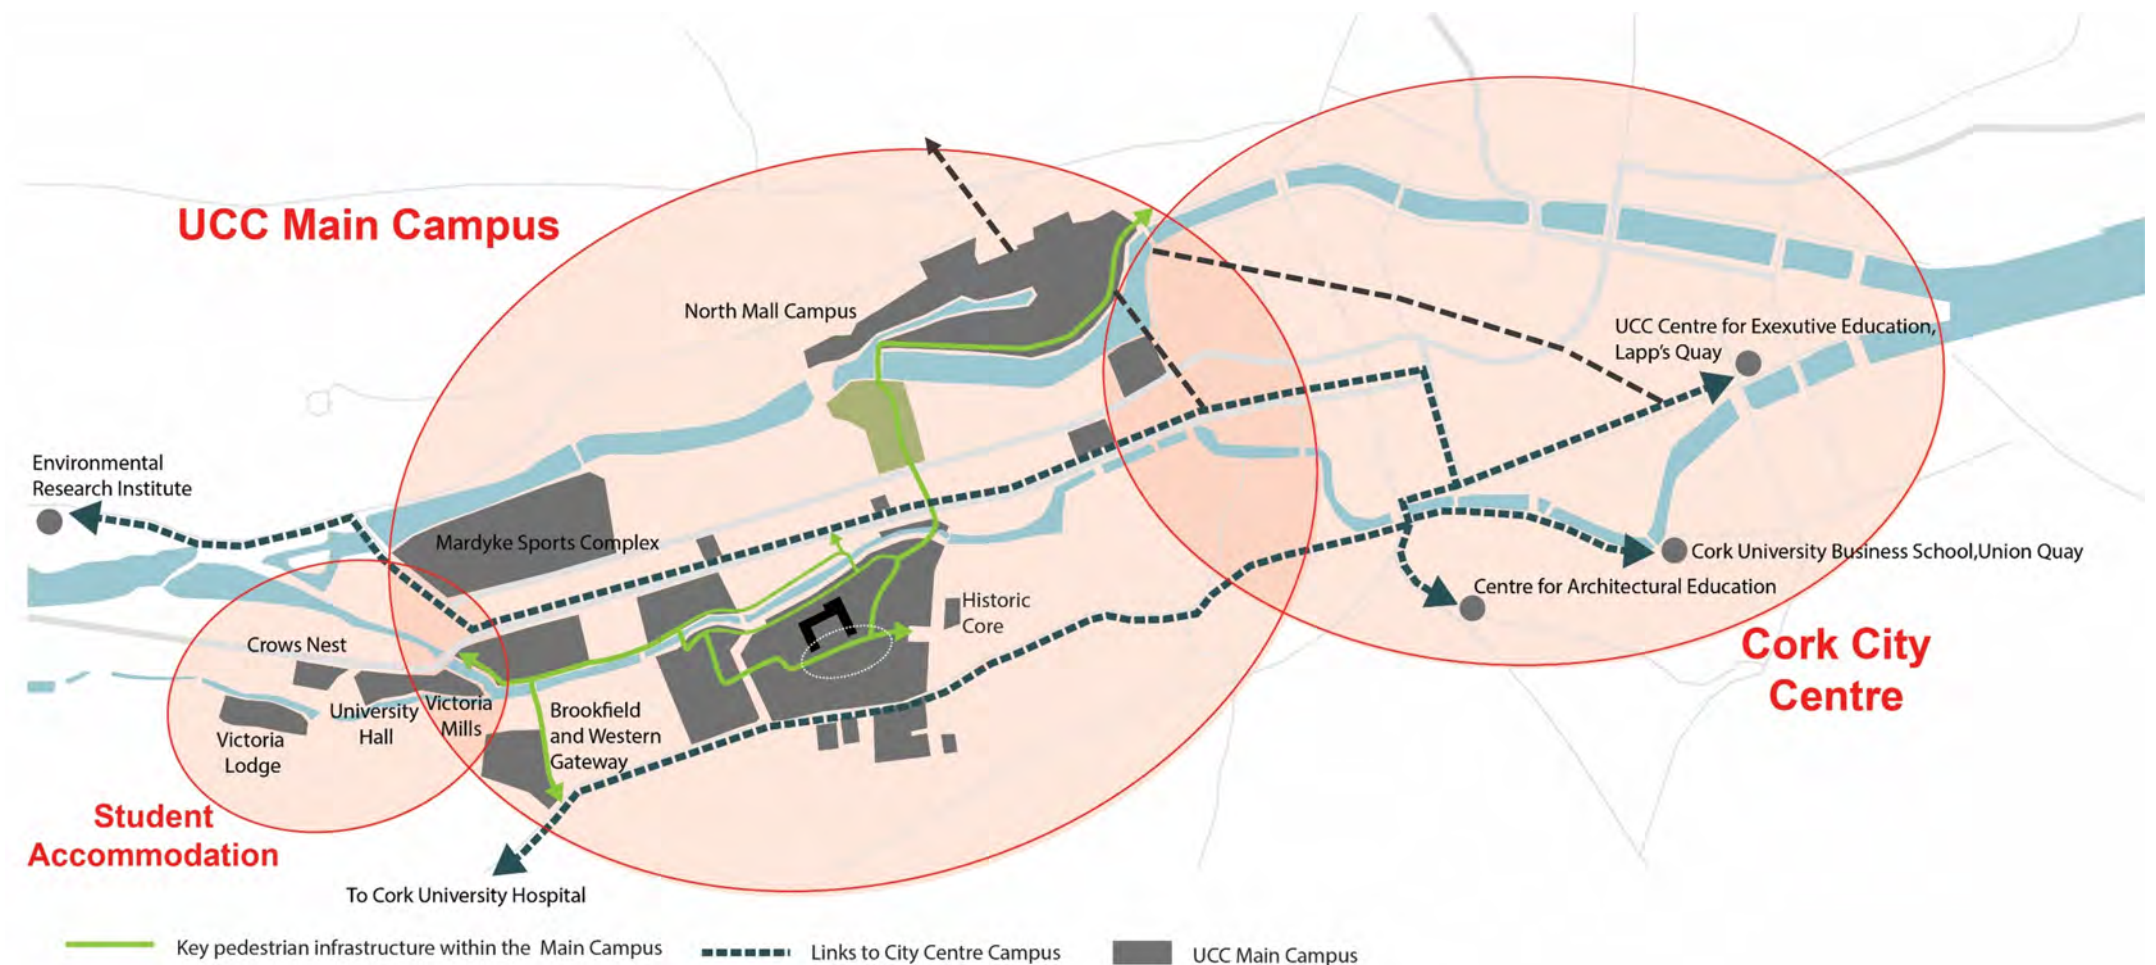 UCC Main Campus
North Mall Campus
UCC Centre for Exexutive Education,
Lapp's Quay
Environmental
Research Institute
Mardyke Sports Complex
Cork University Business School,Union Quay
Centre for Architectural Education
Historic
Core
Cork City
Centre
Crows Nest
University
Hall
Victoria
Mills
Victoria
Lodge
Brookfield
and Western
Gateway
Student
Accommodation
To Cork University Hospital
Key pedestrian infrastructure within the Main Campus
Links to City Centre Campus
UCC Main Campus